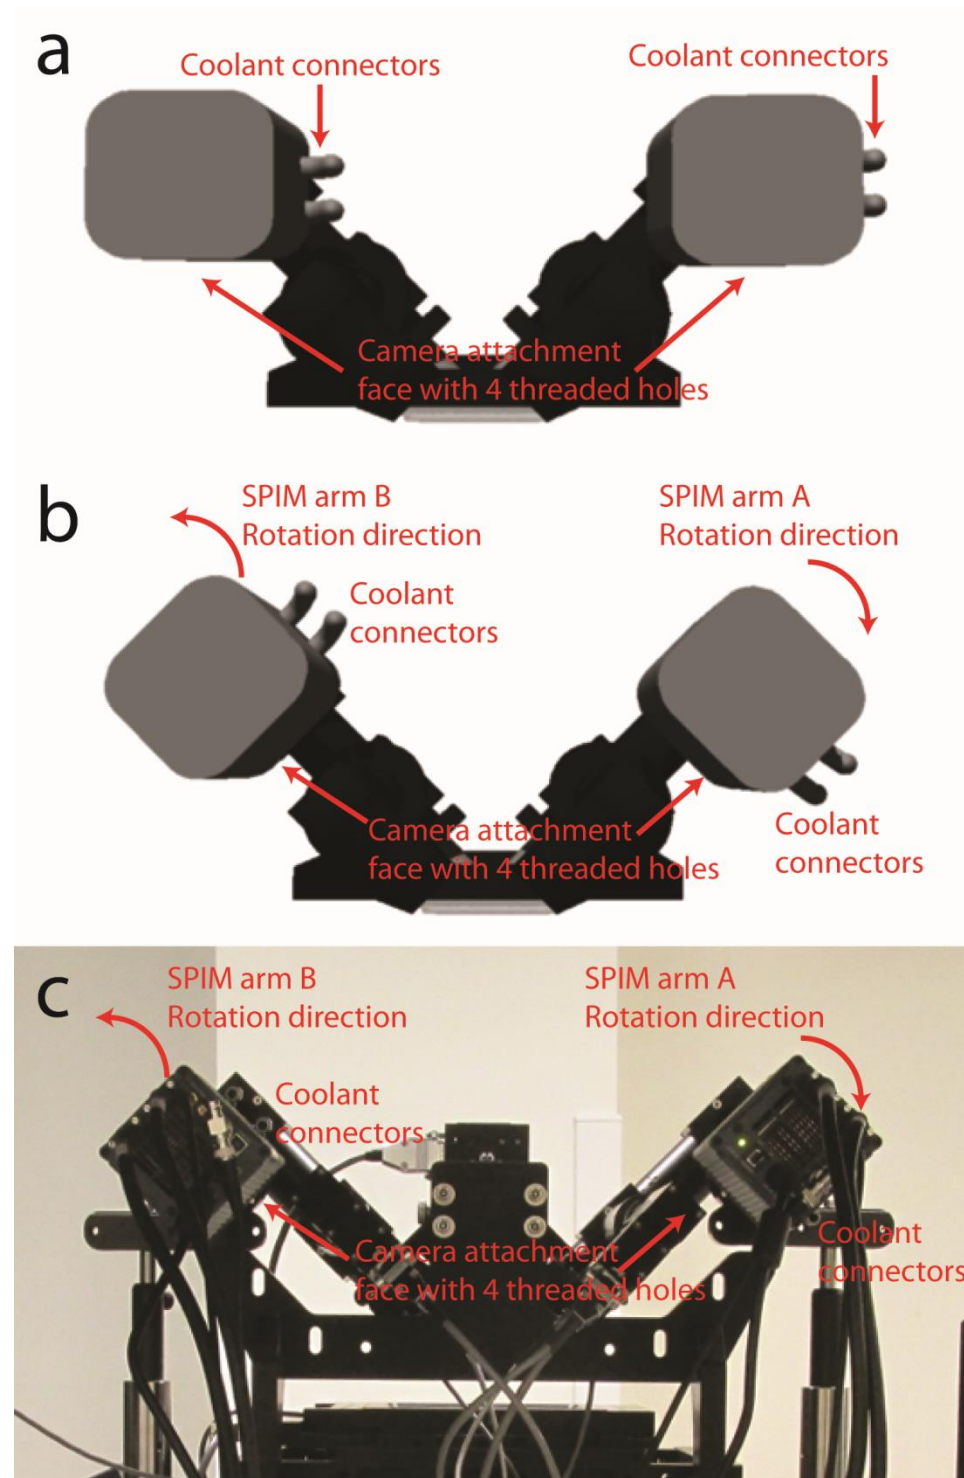 a
Coolant connectors
Coolant connectors
Camera attachment
face with 4 threaded holes
b
SPIM arm B
Rotation direction
SPIM arm A
Rotation direction
Coolant
connectors
Camera attachment
face with 4 threaded holes
Coolant
connectors
c
SPIM arm B
Rotation direction
SPIM arm A
Rotation direction
Coolant
connectors
Camera attachment
face with 4 threaded holes
Coolant
connectors